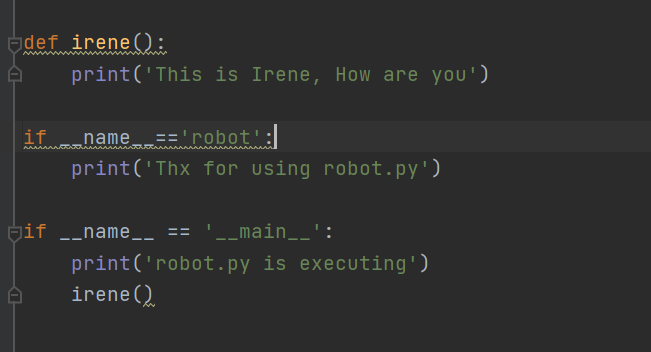 def irene():
    print('This is Irene, How are you')
if __name__=='robot':
    print('Thx for using robot.py')
if __name__ == '__main__':
    print('robot.py is executing')
    irene()